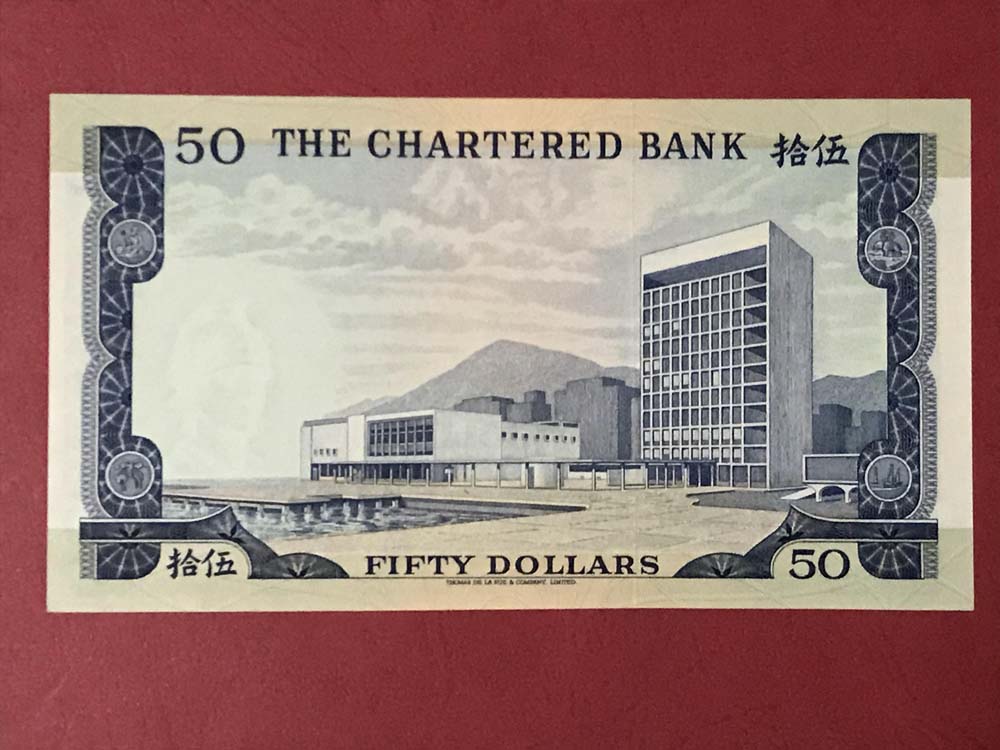 50 THE CHARTERED BANK 拾伍
拾伍 FIFTY DOLLARS 50
THOMAS DE LA RUE & COMPANY, LIMITED.